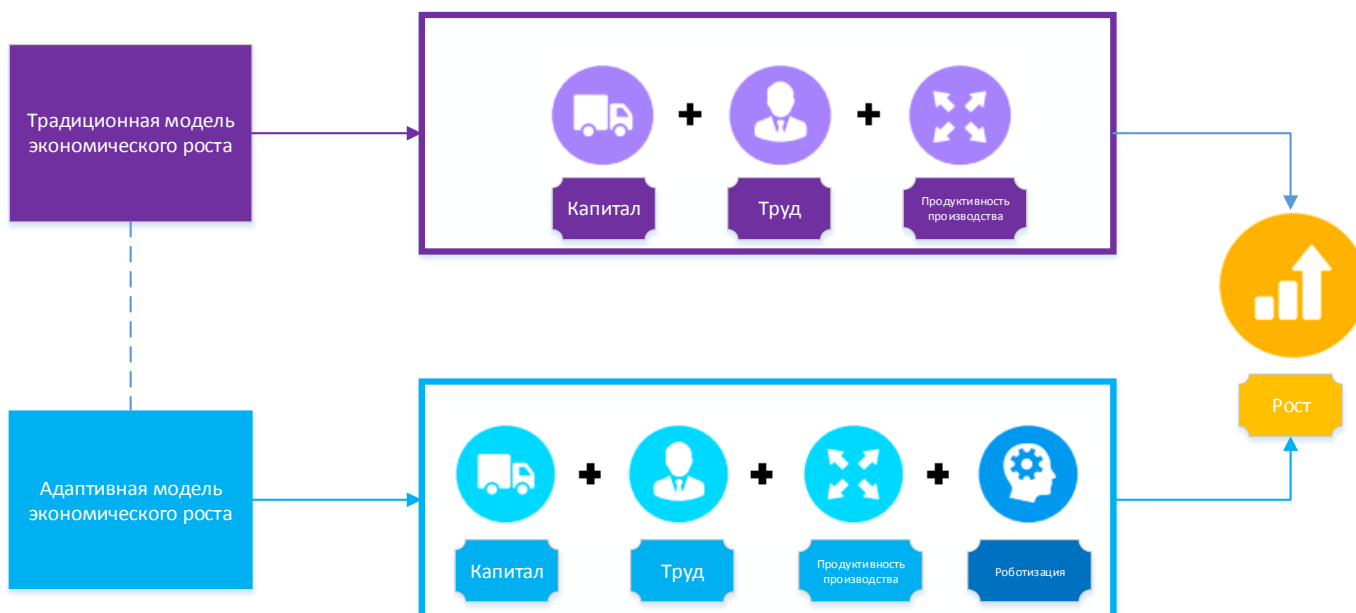 Традиционная модель
экономического роста
Капитал
Труд
Продуктивность
производства
Рост
Адаптивная модель
экономического роста
Капитал
Труд
Продуктивность
производства
Роботизация